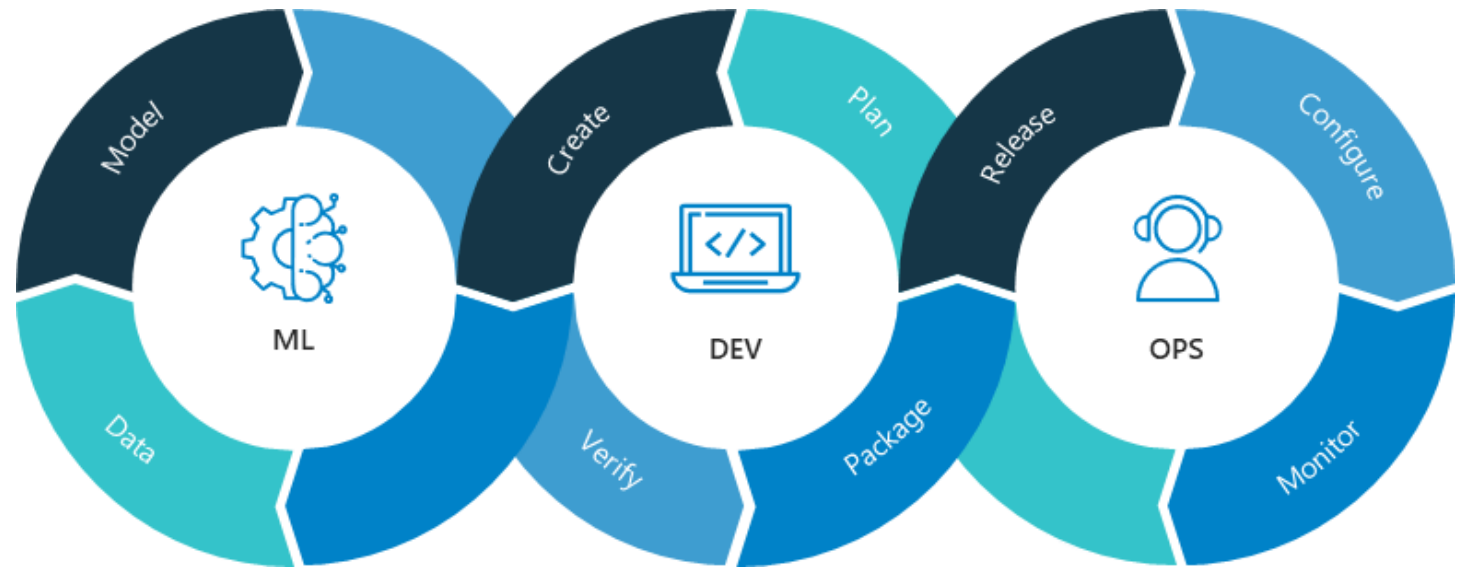 Model
Data
ML
Create
Plan
Verify
Package
DEV
Release
Configure
Monitor
OPS